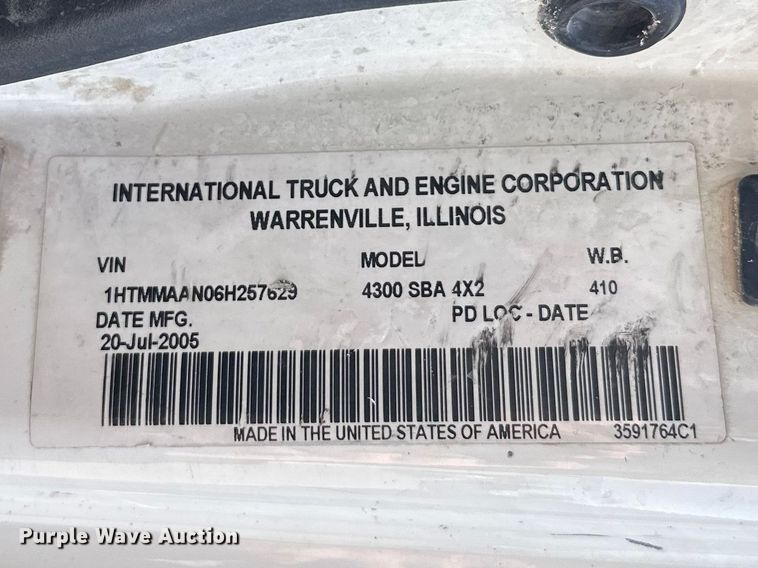 INTERNATIONAL TRUCK AND ENGINE CORPORATION
WARRENVILLE, ILLINOIS
VIN MODEL W.B.
1HTMMAAN06H257629 4300 SBA 4X2 410
DATE MFG. PD LOC - DATE
20-Jul-2005
MADE IN THE UNITED STATES OF AMERICA 3591764C1
Purple Wave Auction